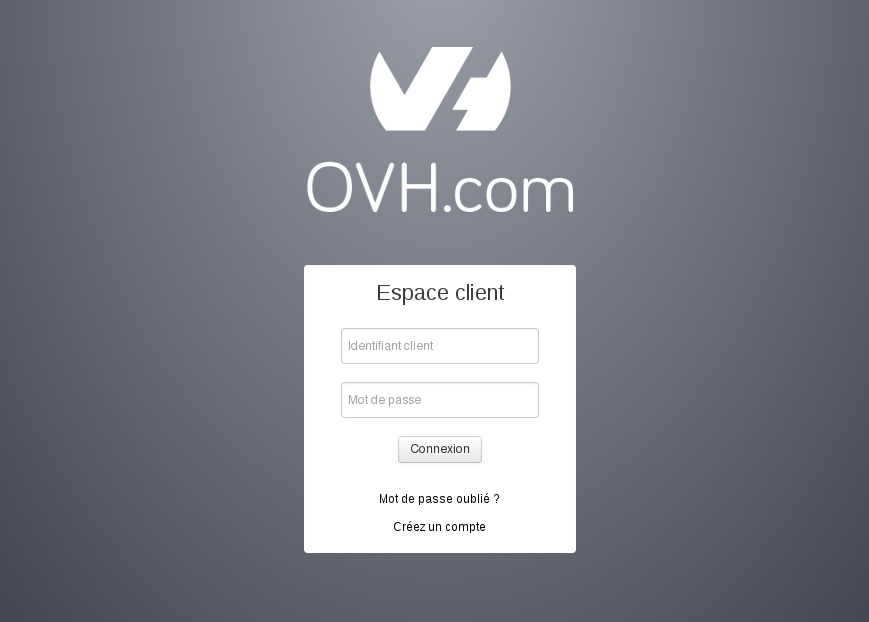 OVH.com
Espace client
Identifiant client
Mot de passe
Connexion
Mot de passe oublié ?
Créez un compte